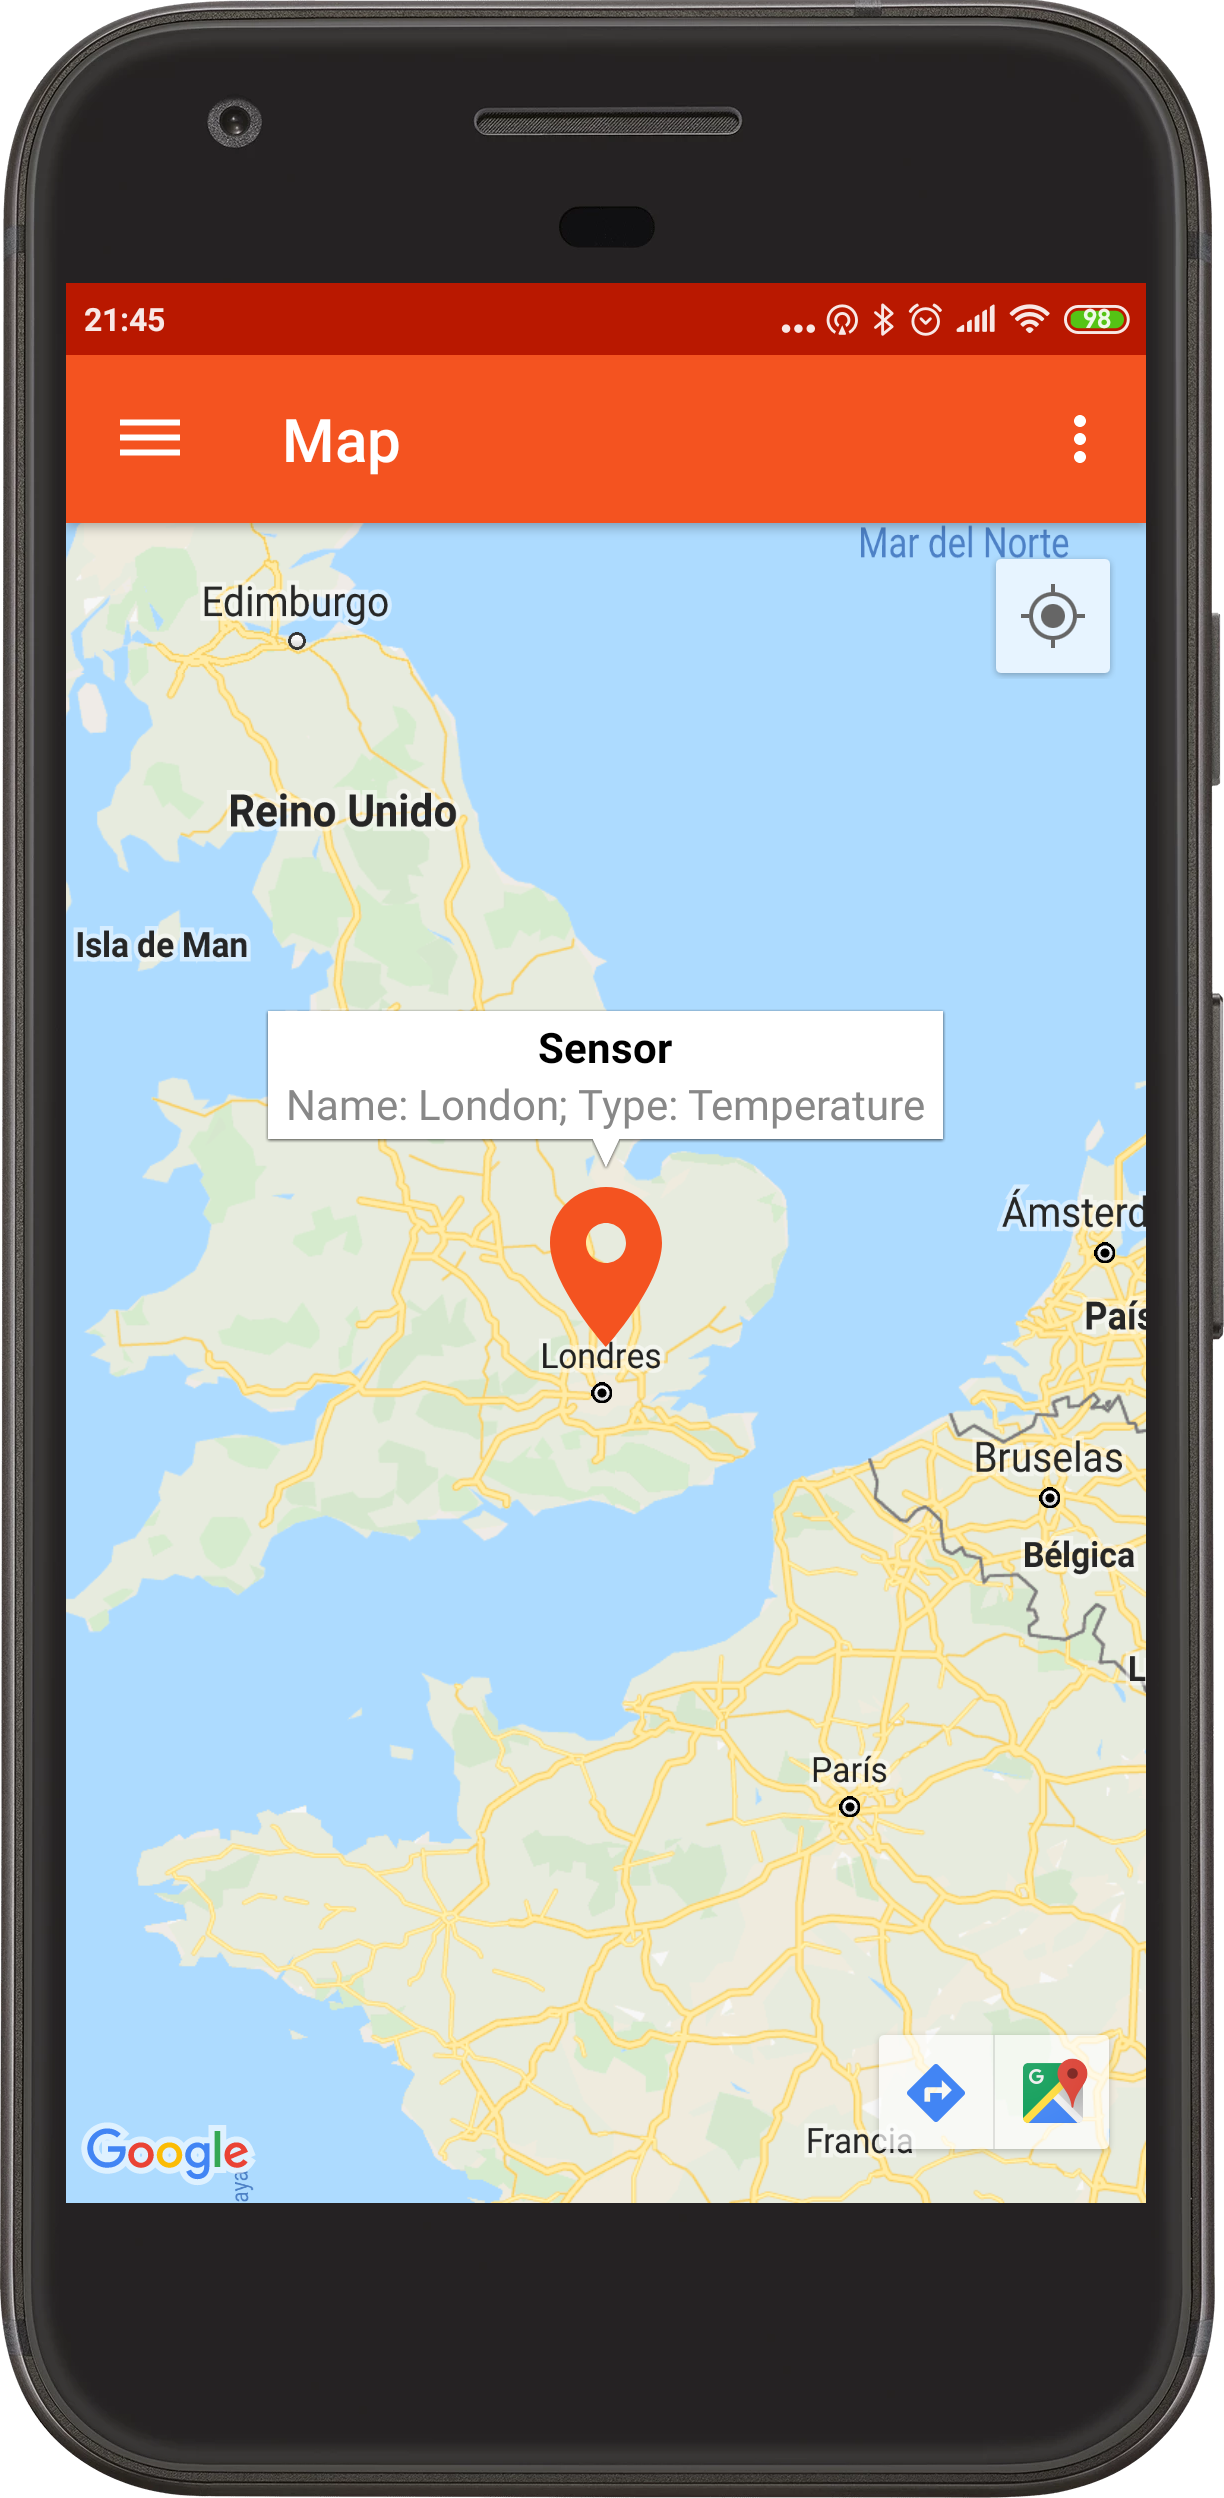 21:45
98
Map
Mar del Norte
Edimburgo
Reino Unido
Isla de Man
Sensor
Name: London; Type: Temperature
Ámsterd
País
Londres
Bruselas
Bélgica
L
París
Francia
Google
aya
G